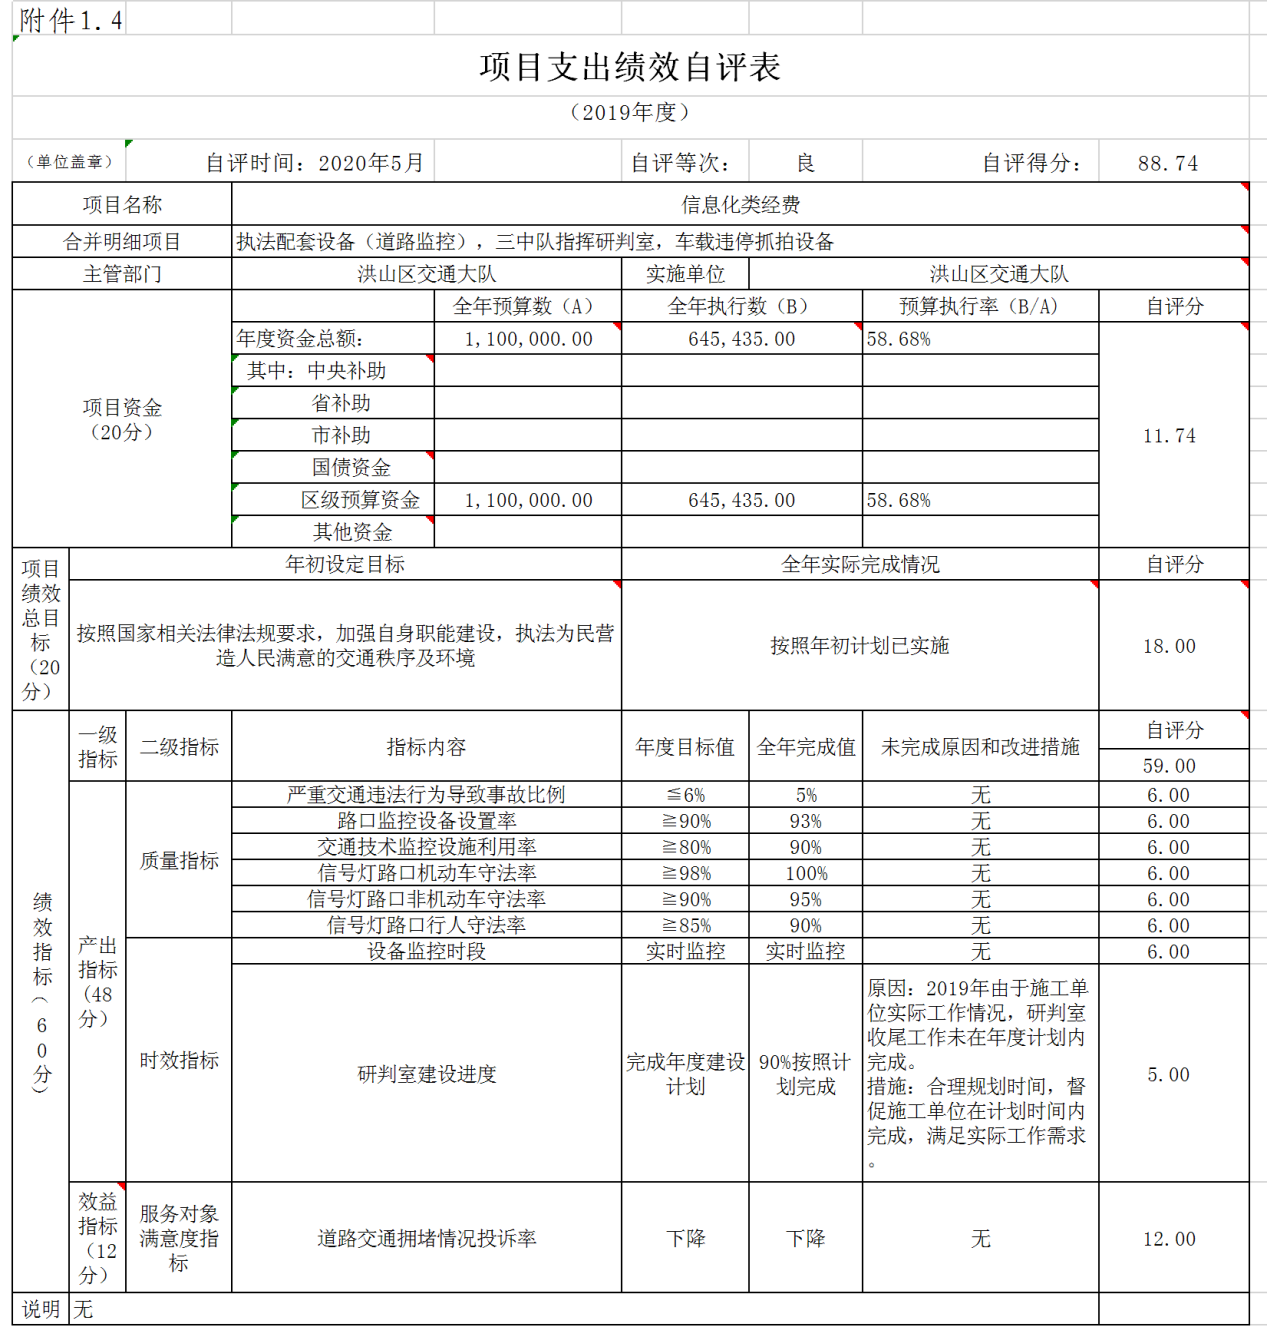 附件1.4
项目支出绩效自评表
（2019年度）
（单位盖章） 自评时间：2020年5月 自评等次： 良 自评得分： 88.74
项目名称 信息化类经费
合并明细项目 执法配套设备（道路监控），三中队指挥研判室，车载违停抓拍设备
主管部门 洪山区交通大队 实施单位 洪山区交通大队
项目资金
（20分）
全年预算数（A） 全年执行数（B） 预算执行率（B/A） 自评分
年度资金总额： 1,100,000.00 645,435.00 58.68%
其中：中央补助
省补助
市补助
国债资金
区级预算资金 1,100,000.00 645,435.00 58.68%
其他资金
11.74
项目
绩效
总目
标
（20
分）
年初设定目标 全年实际完成情况 自评分
按照国家相关法律法规要求，加强自身职能建设，执法为民营
造人民满意的交通秩序及环境
按照年初计划已实施
18.00
绩
效
指
标
（
6
0
分
）
一级
指标
二级指标 指标内容 年度目标值 全年完成值 未完成原因和改进措施 自评分
59.00
产出
指标
（48
分）
质量指标
严重交通违法行为导致事故比例 ≦6% 5% 无 6.00
路口监控设备设置率 ≧90% 93% 无 6.00
交通技术监控设施利用率 ≧80% 90% 无 6.00
信号灯路口机动车守法率 ≧98% 100% 无 6.00
信号灯路口非机动车守法率 ≧90% 95% 无 6.00
信号灯路口行人守法率 ≧85% 90% 无 6.00
时效指标
设备监控时段 实时监控 实时监控 无 6.00
研判室建设进度
完成年度建设
计划
90%按照计
划完成
原因：2019年由于施工单
位实际工作情况，研判室
收尾工作未在年度计划内
完成。
措施：合理规划时间，督
促施工单位在计划时间内
完成，满足实际工作需求
。
5.00
效益
指标
（12
分）
服务对象
满意度指
标
道路交通拥堵情况投诉率 下降 下降 无 12.00
说明 无